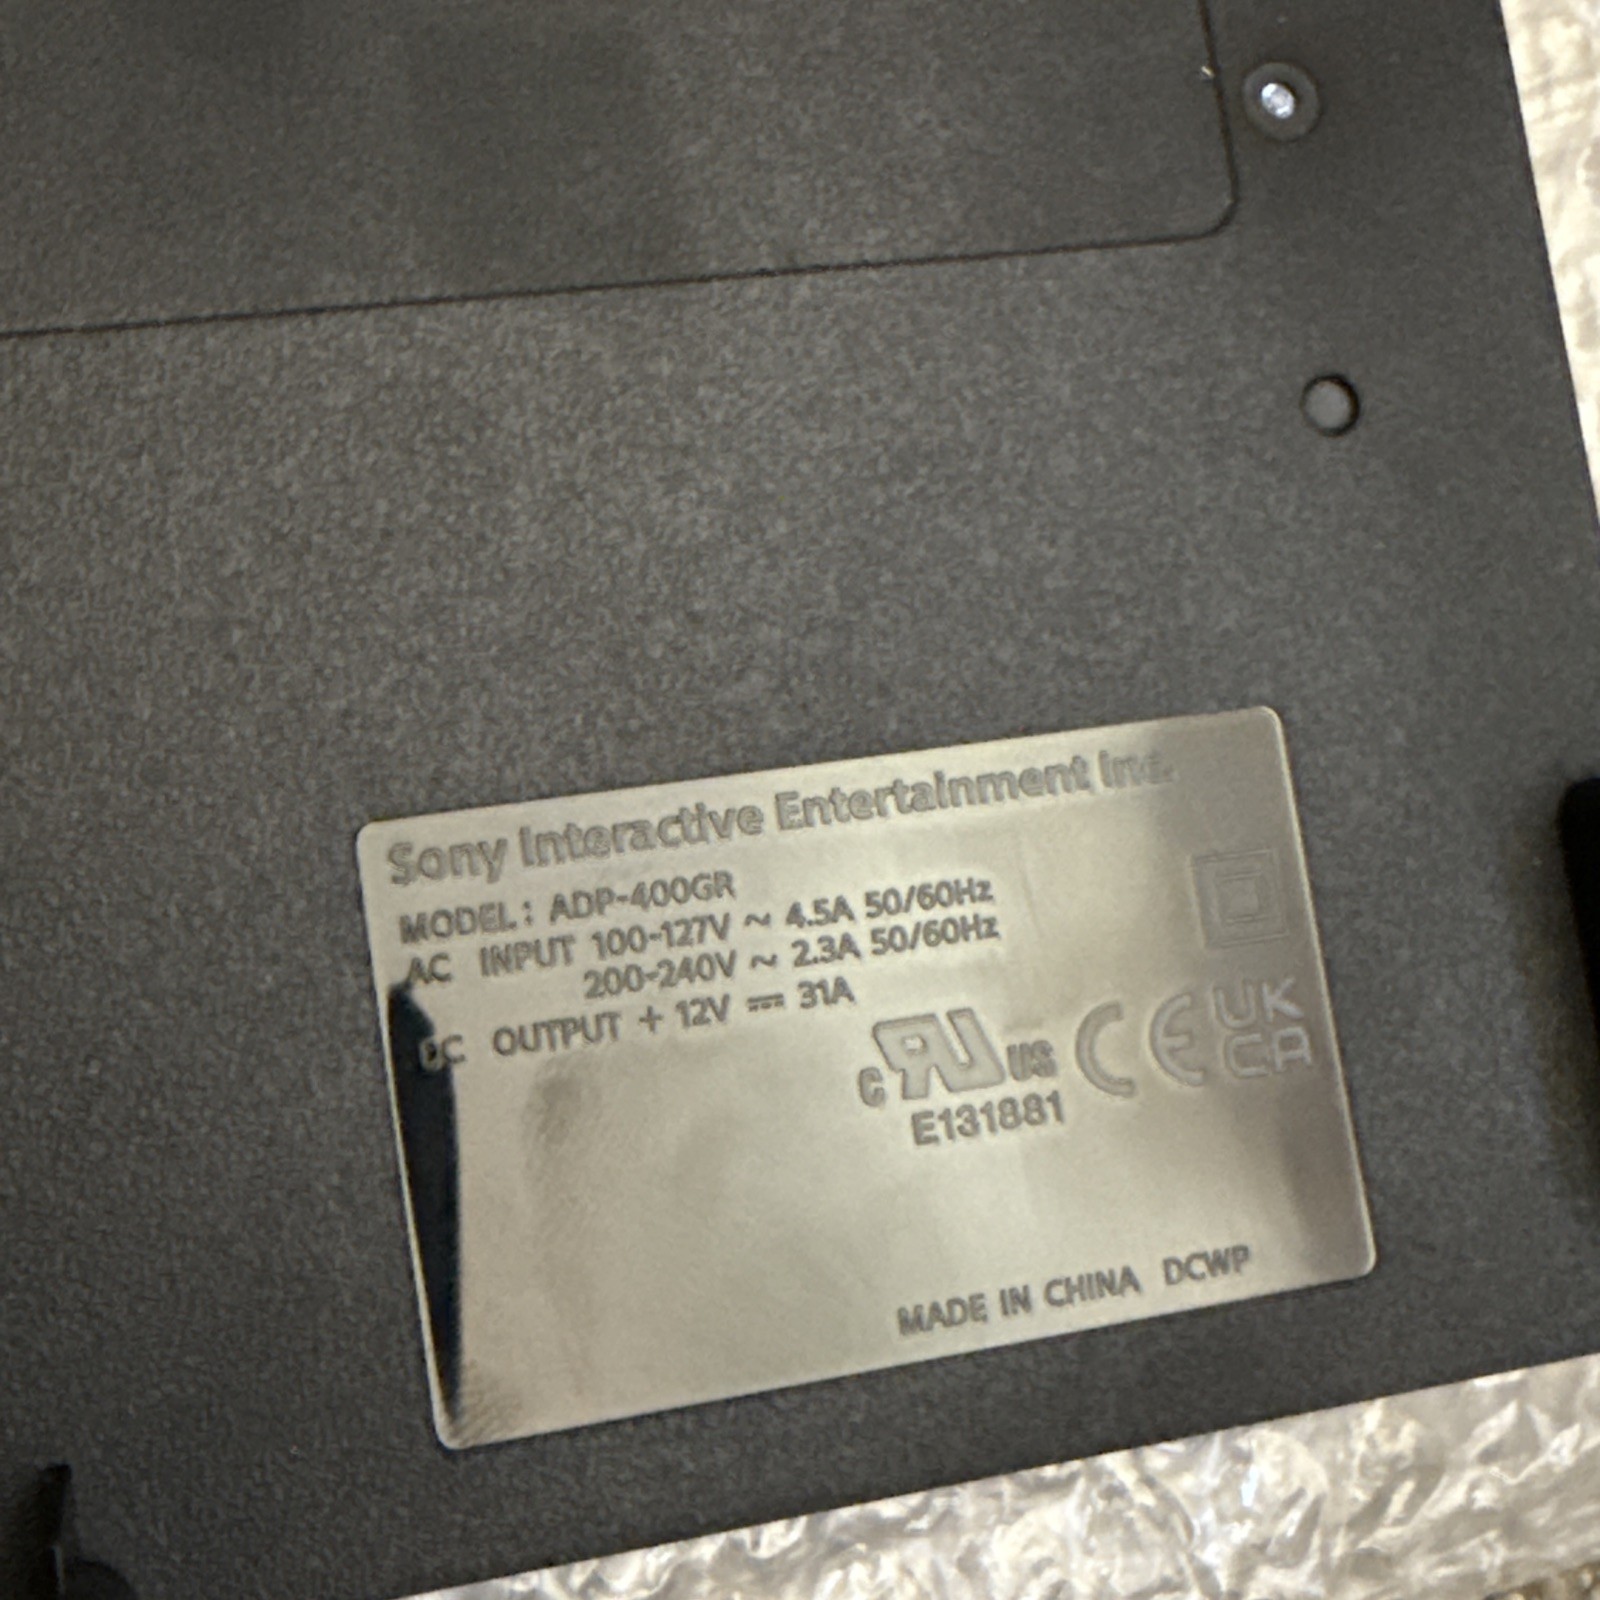 Sony Interactive Entertainment Inc.
MODEL: ADP-400GR
AC INPUT 100-127V ~ 4.5A 50/60Hz
200-240V ~ 2.3A 50/60Hz
DC OUTPUT + 12V ⎓ 31A
c RU US CE UK CA
E131881
MADE IN CHINA DCWP